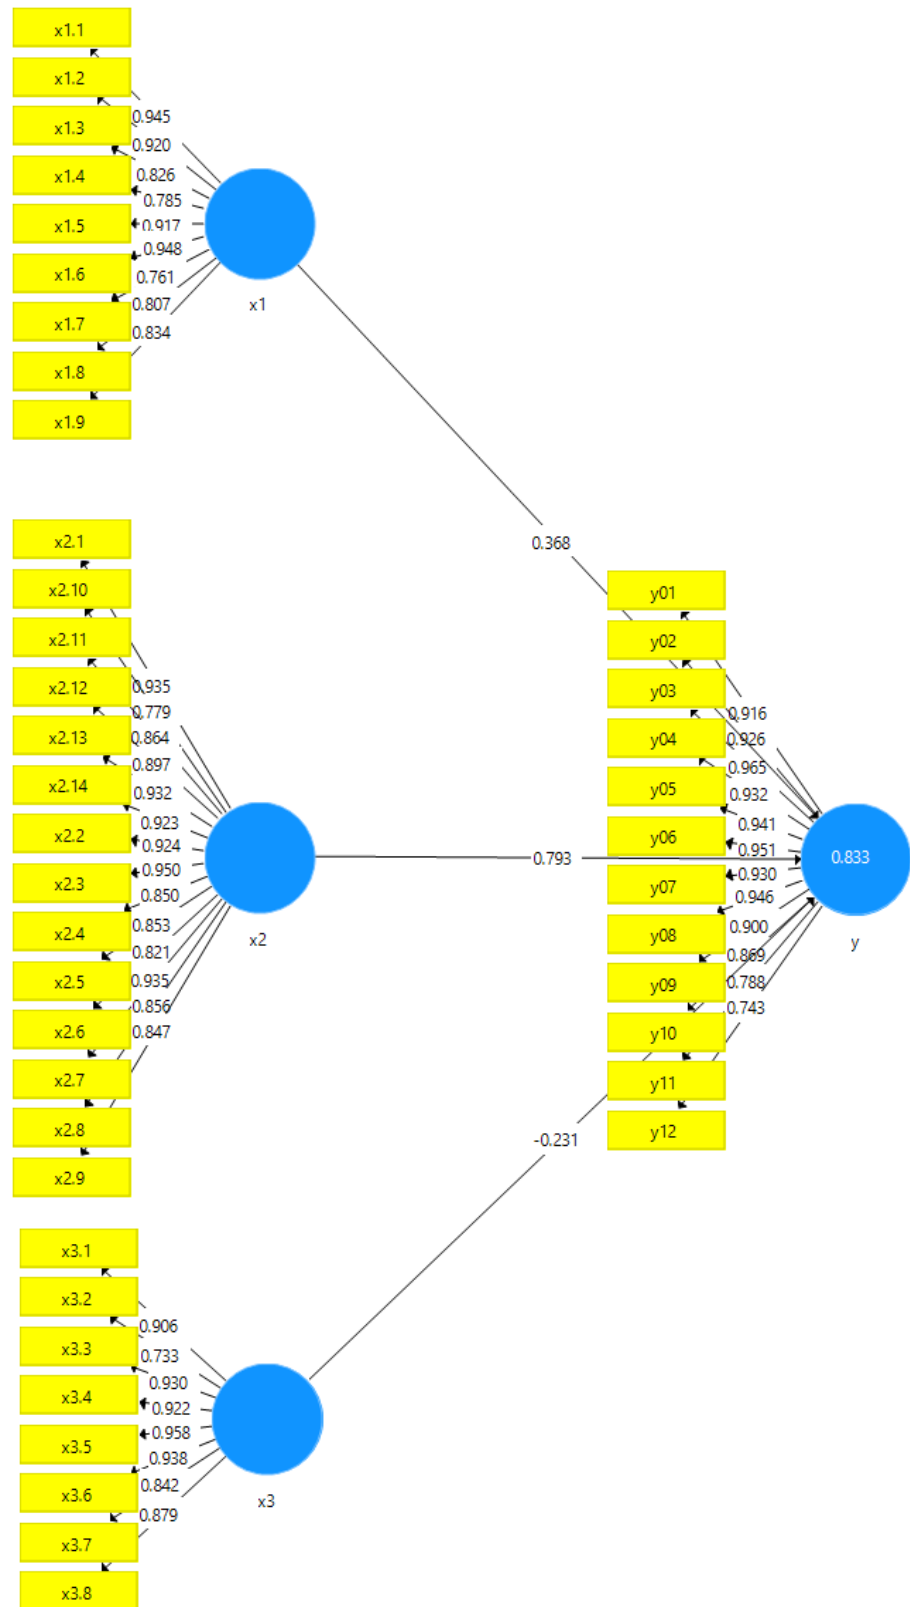 x1.1
x1.2
x1.3
x1.4
x1.5
x1.6
x1.7
x1.8
x1.9
0.945
0.920
0.826
0.785
0.917
0.948
0.761
0.807
0.834
x1
0.368
x2.1
x2.10
x2.11
x2.12
x2.13
x2.14
x2.2
x2.3
x2.4
x2.5
x2.6
x2.7
x2.8
x2.9
0.935
0.779
0.864
0.897
0.932
0.923
0.924
0.950
0.850
0.853
0.821
0.935
0.856
0.847
x2
0.793
y01
y02
y03
y04
y05
y06
y07
y08
y09
y10
y11
y12
0.916
0.926
0.965
0.932
0.941
0.951
0.930
0.946
0.900
0.869
0.788
0.743
0.833
y
-0.231
x3.1
x3.2
x3.3
x3.4
x3.5
x3.6
x3.7
x3.8
0.906
0.733
0.930
0.922
0.958
0.938
0.842
0.879
x3